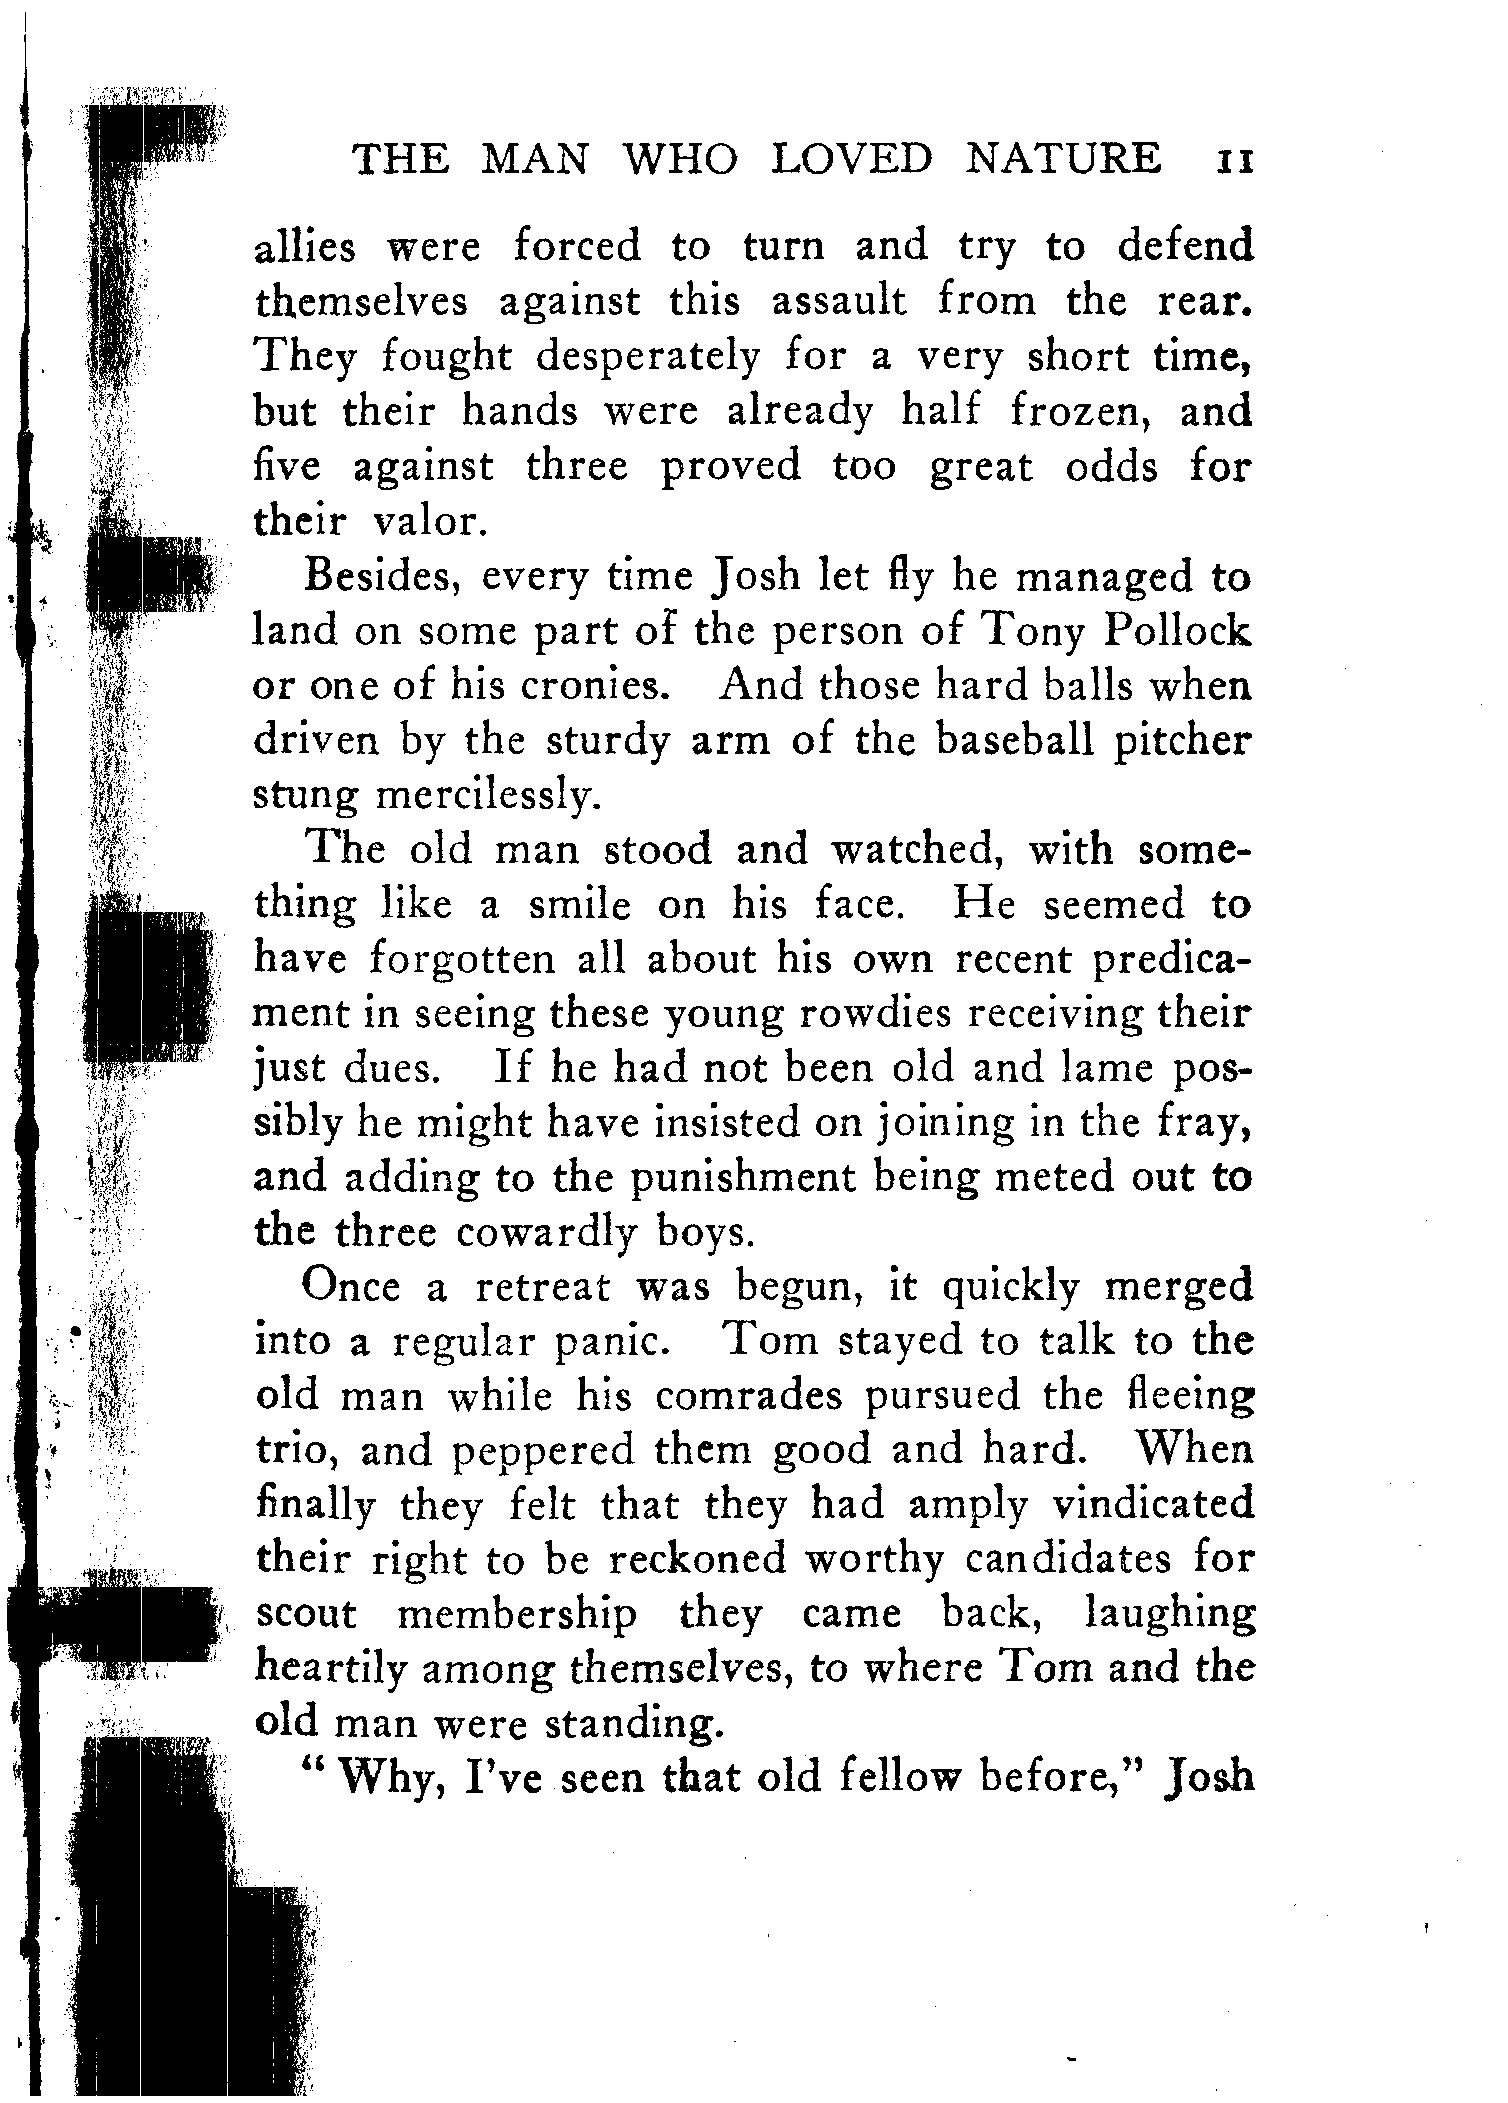 THE MAN WHO LOVED NATURE 11
allies were forced to turn and try to defend
themselves against this assault from the rear.
They fought desperately for a very short time,
but their hands were already half frozen, and
five against three proved too great odds for
their valor.
Besides, every time Josh let fly he managed to
land on some part of the person of Tony Pollock
or one of his cronies. And those hard balls when
driven by the sturdy arm of the baseball pitcher
stung mercilessly.
The old man stood and watched, with some-
thing like a smile on his face. He seemed to
have forgotten all about his own recent predica-
ment in seeing these young rowdies receiving their
just dues. If he had not been old and lame pos-
sibly he might have insisted on joining in the fray,
and adding to the punishment being meted out to
the three cowardly boys.
Once a retreat was begun, it quickly merged
into a regular panic. Tom stayed to talk to the
old man while his comrades pursued the fleeing
trio, and peppered them good and hard. When
finally they felt that they had amply vindicated
their right to be reckoned worthy candidates for
scout membership they came back, laughing
heartily among themselves, to where Tom and the
old man were standing.
“ Why, I’ve seen that old fellow before,” Josh